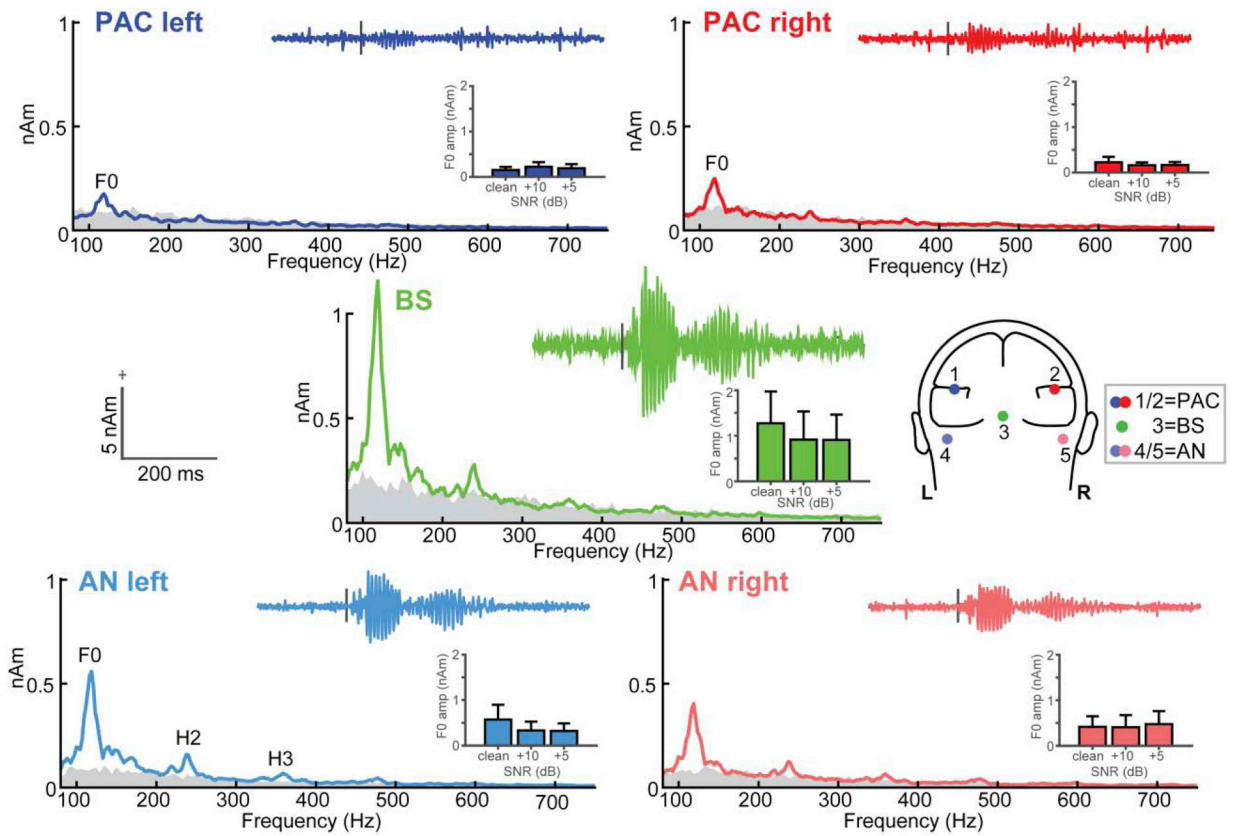 PAC left
1
0.5
0
nAm
F0
100 200 300 400 500 600 700
Frequency (Hz)
2
1
0
F0 amp (nAm)
clean +10 +5
SNR (dB)
PAC right
1
0.5
0
nAm
F0
100 200 300 400 500 600 700
Frequency (Hz)
2
1
0
F0 amp (nAm)
clean +10 +5
SNR (dB)
+
5 nAm
200 ms
BS
1
0.5
0
nAm
100 200 300 400 500 600 700
Frequency (Hz)
2
1
0
F0 amp (nAm)
clean +10 +5
SNR (dB)
1 2
3
4 5
L R
1/2=PAC
3=BS
4/5=AN
AN left
1
0.5
0
nAm
F0
H2
H3
100 200 300 400 500 600 700
Frequency (Hz)
2
1
0
F0 amp (nAm)
clean +10 +5
SNR (dB)
AN right
1
0.5
0
nAm
100 200 300 400 500 600 700
Frequency (Hz)
2
1
0
F0 amp (nAm)
clean +10 +5
SNR (dB)